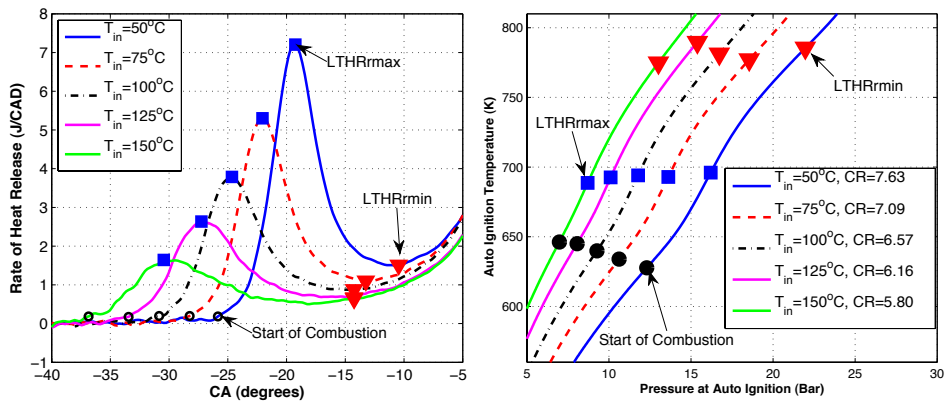 8
7
6
5
4
3
2
1
0
−1
−40
−35
−30
−25
−20
−15
−10
−5
Rate of Heat Release (J/CAD)
CA (degrees)
T_in=50°C
T_in=75°C
T_in=100°C
T_in=125°C
T_in=150°C
LTHRrmax
LTHRrmin
Start of Combustion
800
750
700
650
600
5
10
15
20
25
30
Auto Ignition Temperature (K)
Pressure at Auto Ignition (Bar)
LTHRrmin
LTHRrmax
T_in=50°C, CR=7.63
T_in=75°C, CR=7.09
T_in=100°C, CR=6.57
T_in=125°C, CR=6.16
T_in=150°C, CR=5.80
Start of Combustion